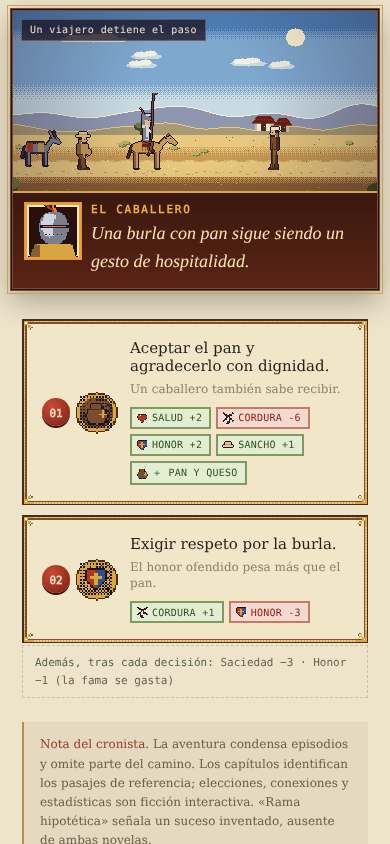 Un viajero detiene el paso
EL CABALLERO
Una burla con pan sigue siendo un
gesto de hospitalidad.
01
Aceptar el pan y
agradecerlo con dignidad.
Un caballero también sabe recibir.
SALUD +2
CORDURA -6
HONOR +2
SANCHO +1
+ PAN Y QUESO
02
Exigir respeto por la burla.
El honor ofendido pesa más que el
pan.
CORDURA +1
HONOR -3
Además, tras cada decisión: Saciedad −3 · Honor
−1 (la fama se gasta)
Nota del cronista. La aventura condensa episodios
y omite parte del camino. Los capítulos identifican
los pasajes de referencia; elecciones, conexiones y
estadísticas son ficción interactiva. «Rama
hipotética» señala un suceso inventado, ausente
de ambas novelas.